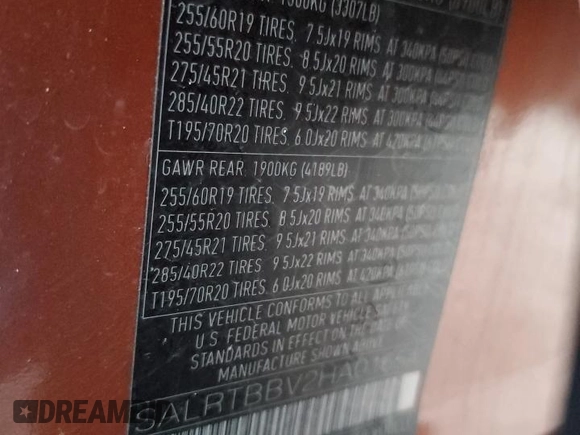 1500KG (3307LB)
255/60R19 TIRES, 7.5Jx19 RIMS AT 340KPA
255/55R20 TIRES, 8.5Jx20 RIMS AT 300KPA
275/45R21 TIRES, 9.5Jx21 RIMS AT 300KPA
285/40R22 TIRES, 9.5Jx22 RIMS AT 300KPA
T195/70R20 TIRES, 6.0Jx20 RIMS AT 420KPA
GAWR REAR 1900KG (4189LB)
255/60R19 TIRES, 7.5Jx19 RIMS AT 340KPA
255/55R20 TIRES, 8.5Jx20 RIMS AT 340KPA
275/45R21 TIRES, 9.5Jx21 RIMS AT 340KPA
285/40R22 TIRES, 9.5Jx22 RIMS AT 340KPA
T195/70R20 TIRES, 6.0Jx20 RIMS AT 420KPA
THIS VEHICLE CONFORMS TO ALL
U.S. FEDERAL MOTOR VEHICLE
STANDARDS IN EFFECT ON THE DATE OF
MANUFACTURE SHOWN ABOVE.
SALRTBBV2HA0
DREAM